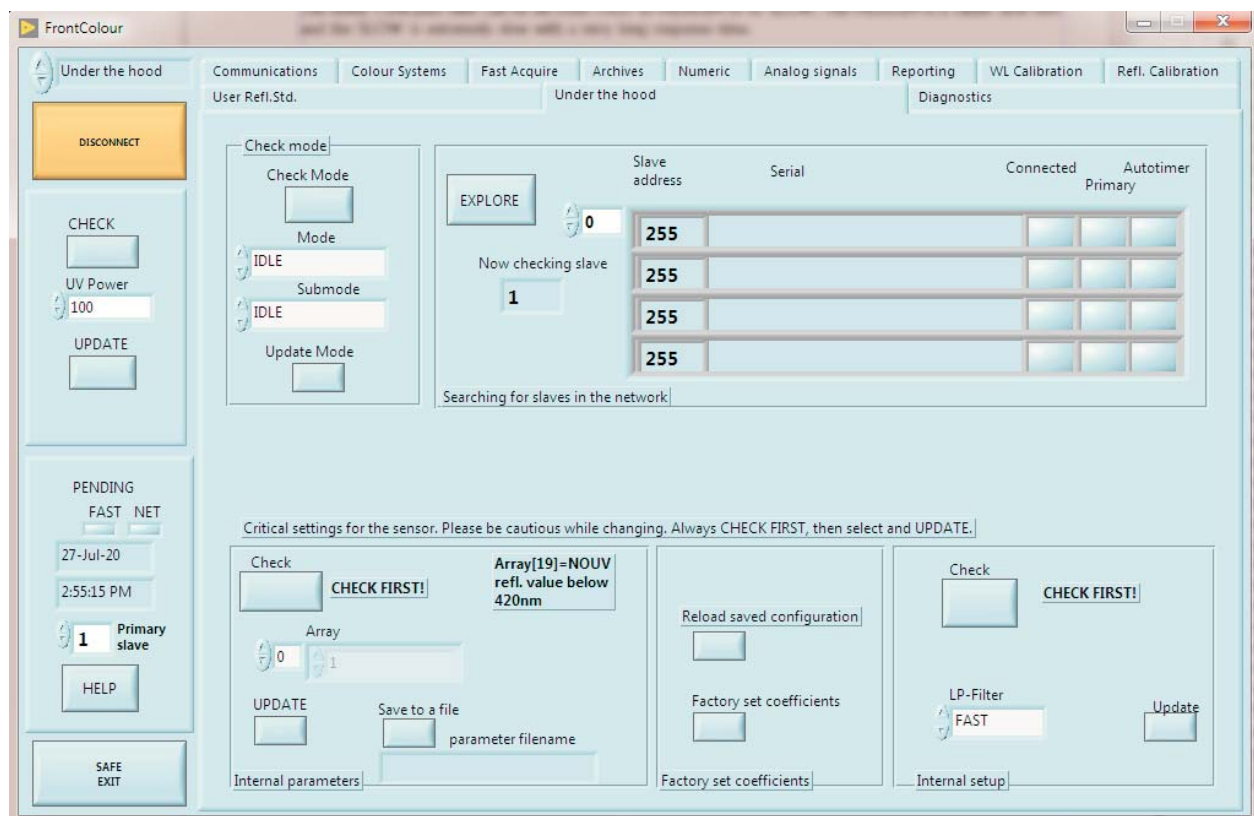 FrontColour
Under the hood
DISCONNECT
CHECK
UV Power
100
UPDATE
PENDING
FAST NET
27-Jul-20
2:55:15 PM
1 Primary slave
HELP
SAFE
EXIT
Communications Colour Systems Fast Acquire Archives Numeric Analog signals Reporting WL Calibration Refl. Calibration
User Refl.Std. Under the hood Diagnostics
Check mode
Check Mode
Mode
IDLE
Submode
IDLE
Update Mode
EXPLORE
0
Now checking slave
1
Slave
address
Serial
Connected
Primary
Autotimer
255
255
255
255
Searching for slaves in the network
Critical settings for the sensor. Please be cautious while changing. Always CHECK FIRST, then select and UPDATE.
Check
CHECK FIRST!
Array[19]=NOUV
refl. value below
420nm
Array
0 1
UPDATE
Save to a file
parameter filename
Internal parameters
Reload saved configuration
Factory set coefficients
Factory set coefficients
Check
CHECK FIRST!
LP-Filter
FAST
Update
Internal setup